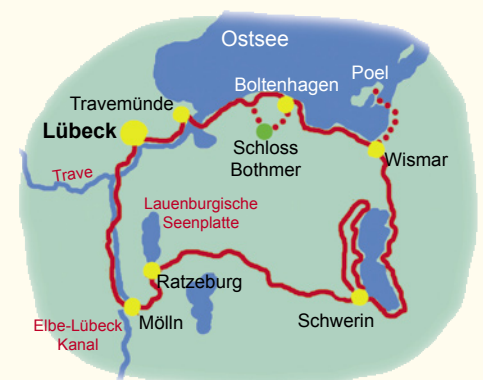 Ostsee
Boltenhagen
Poel
Travemünde
Lübeck
Schloss
Bothmer
Wismar
Trave
Lauenburgische
Seenplatte
Ratzeburg
Mölln
Schwerin
Elbe-Lübeck
Kanal